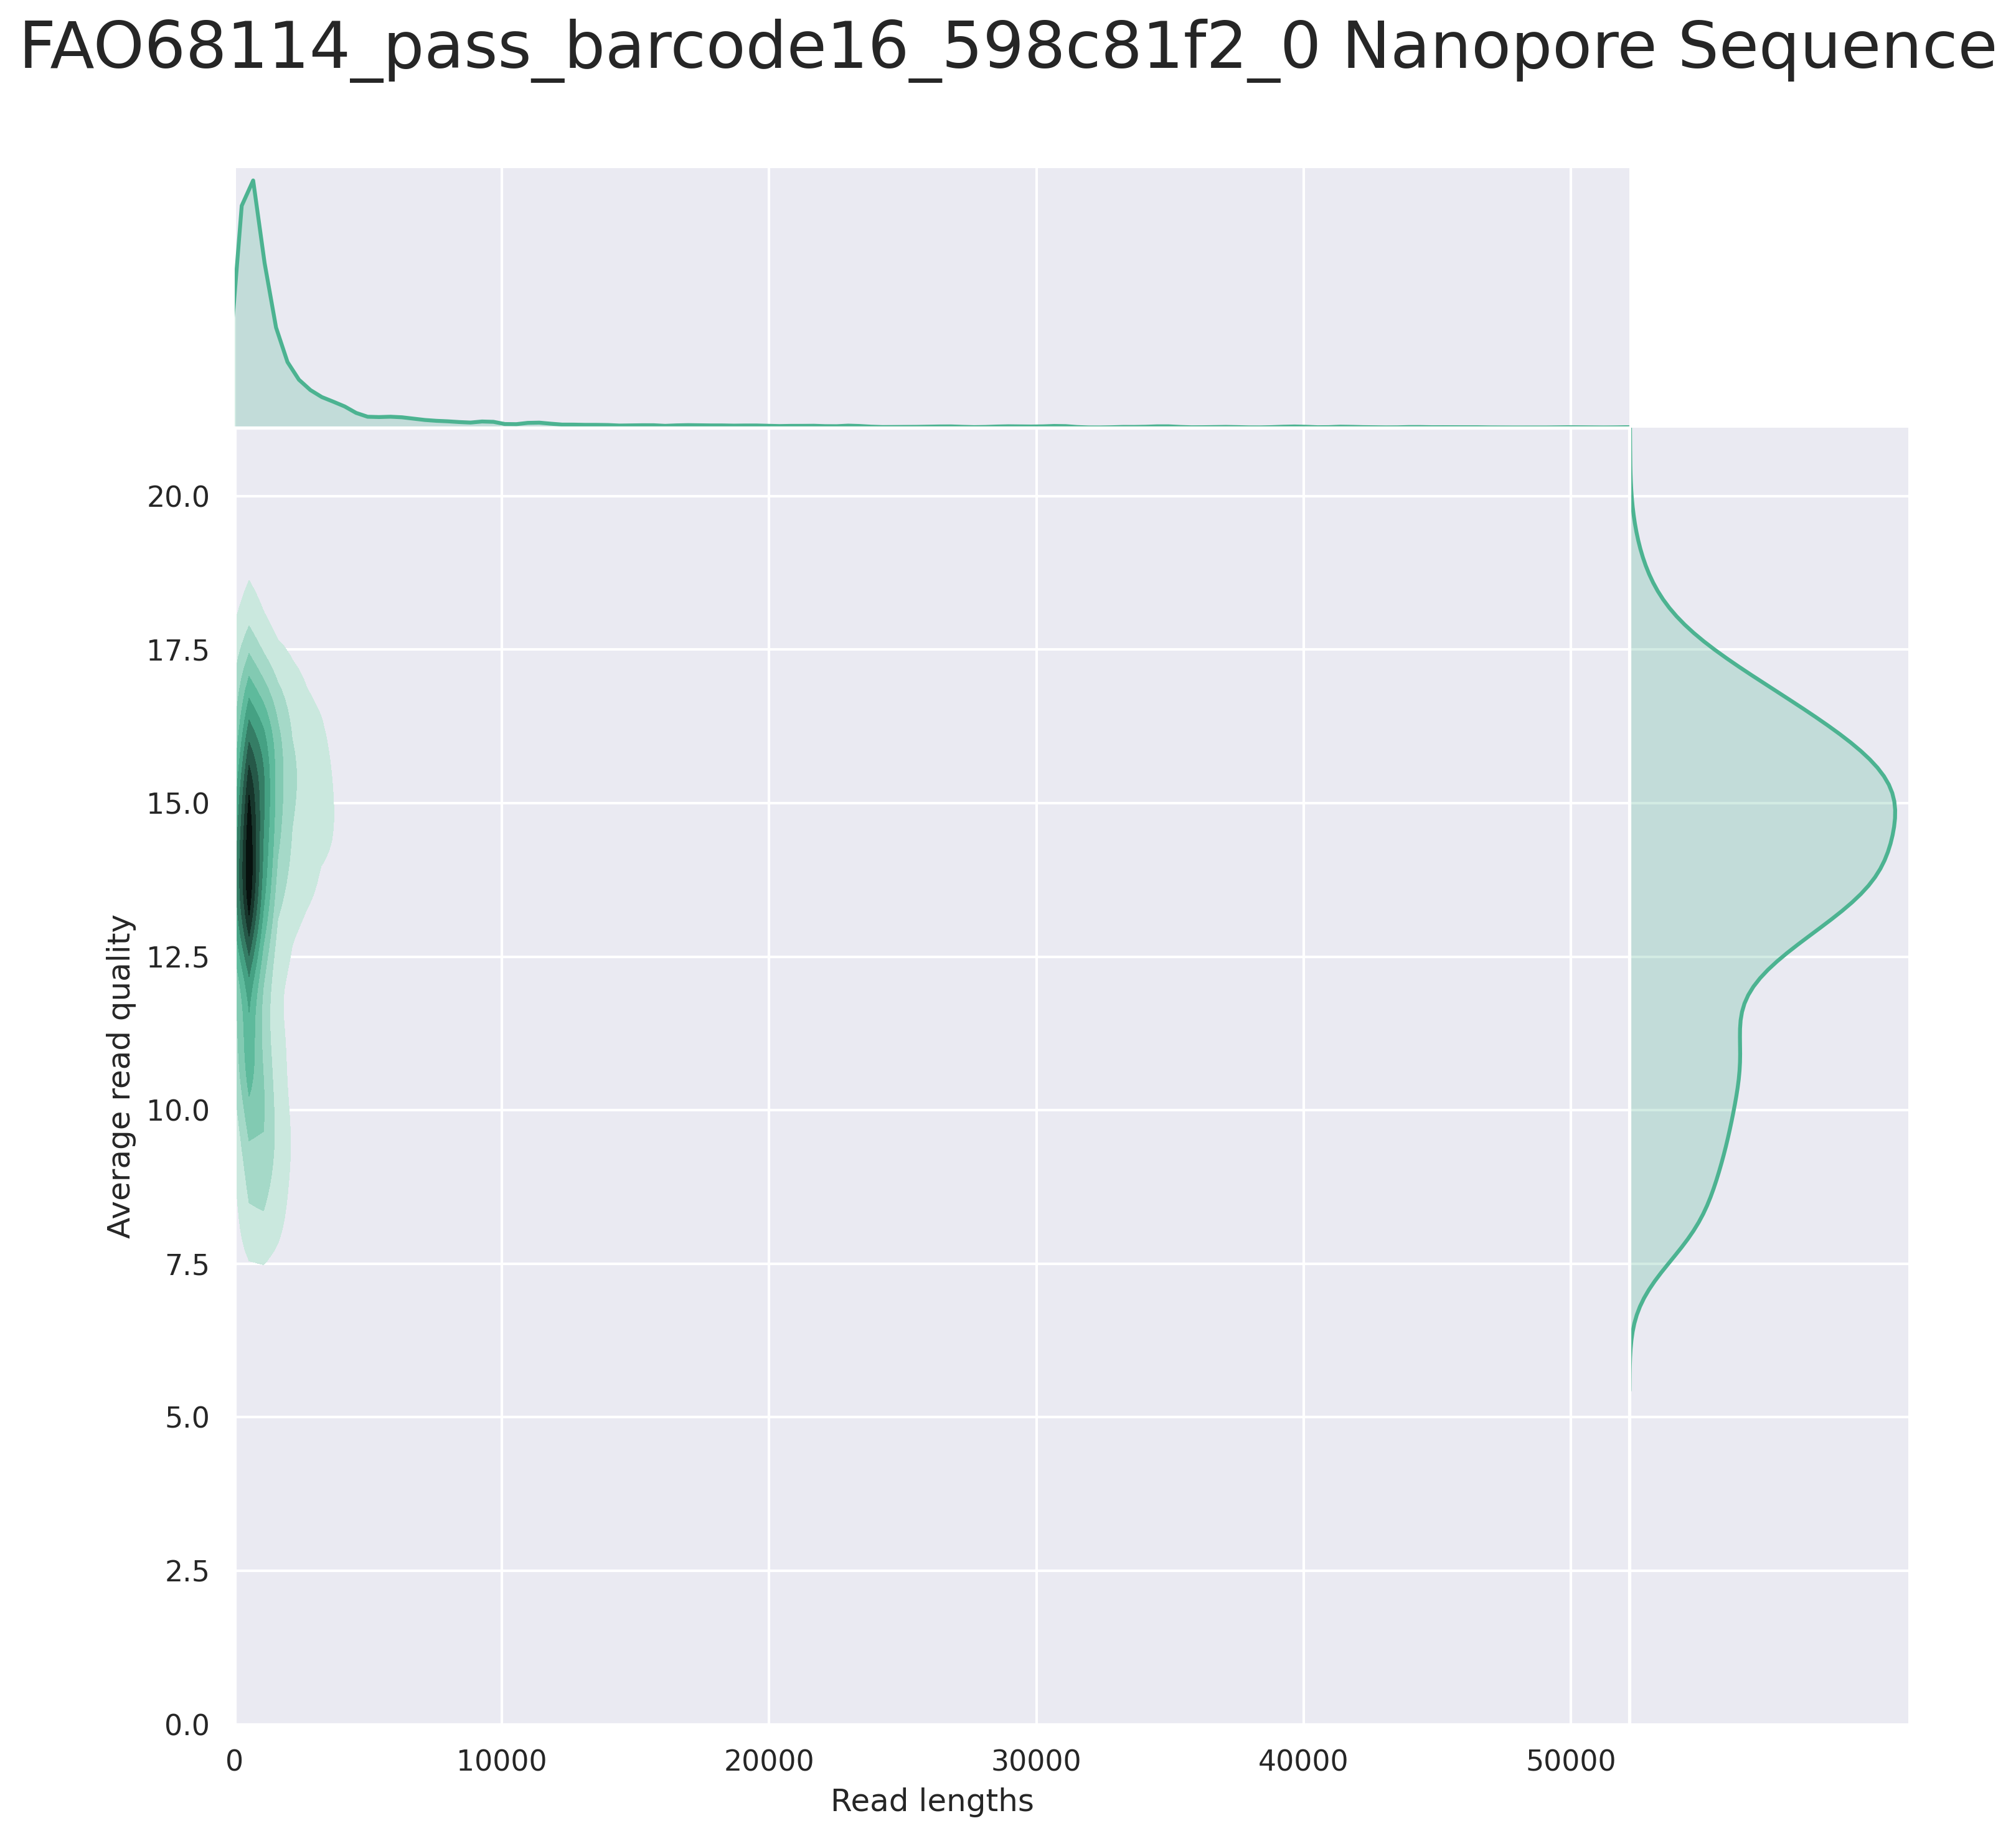 FAO68114_pass_barcode16_598c81f2_0 Nanopore Sequence
20.0
17.5
15.0
12.5
10.0
7.5
5.0
2.5
0.0
Average read quality
0 10000 20000 30000 40000 50000
Read lengths